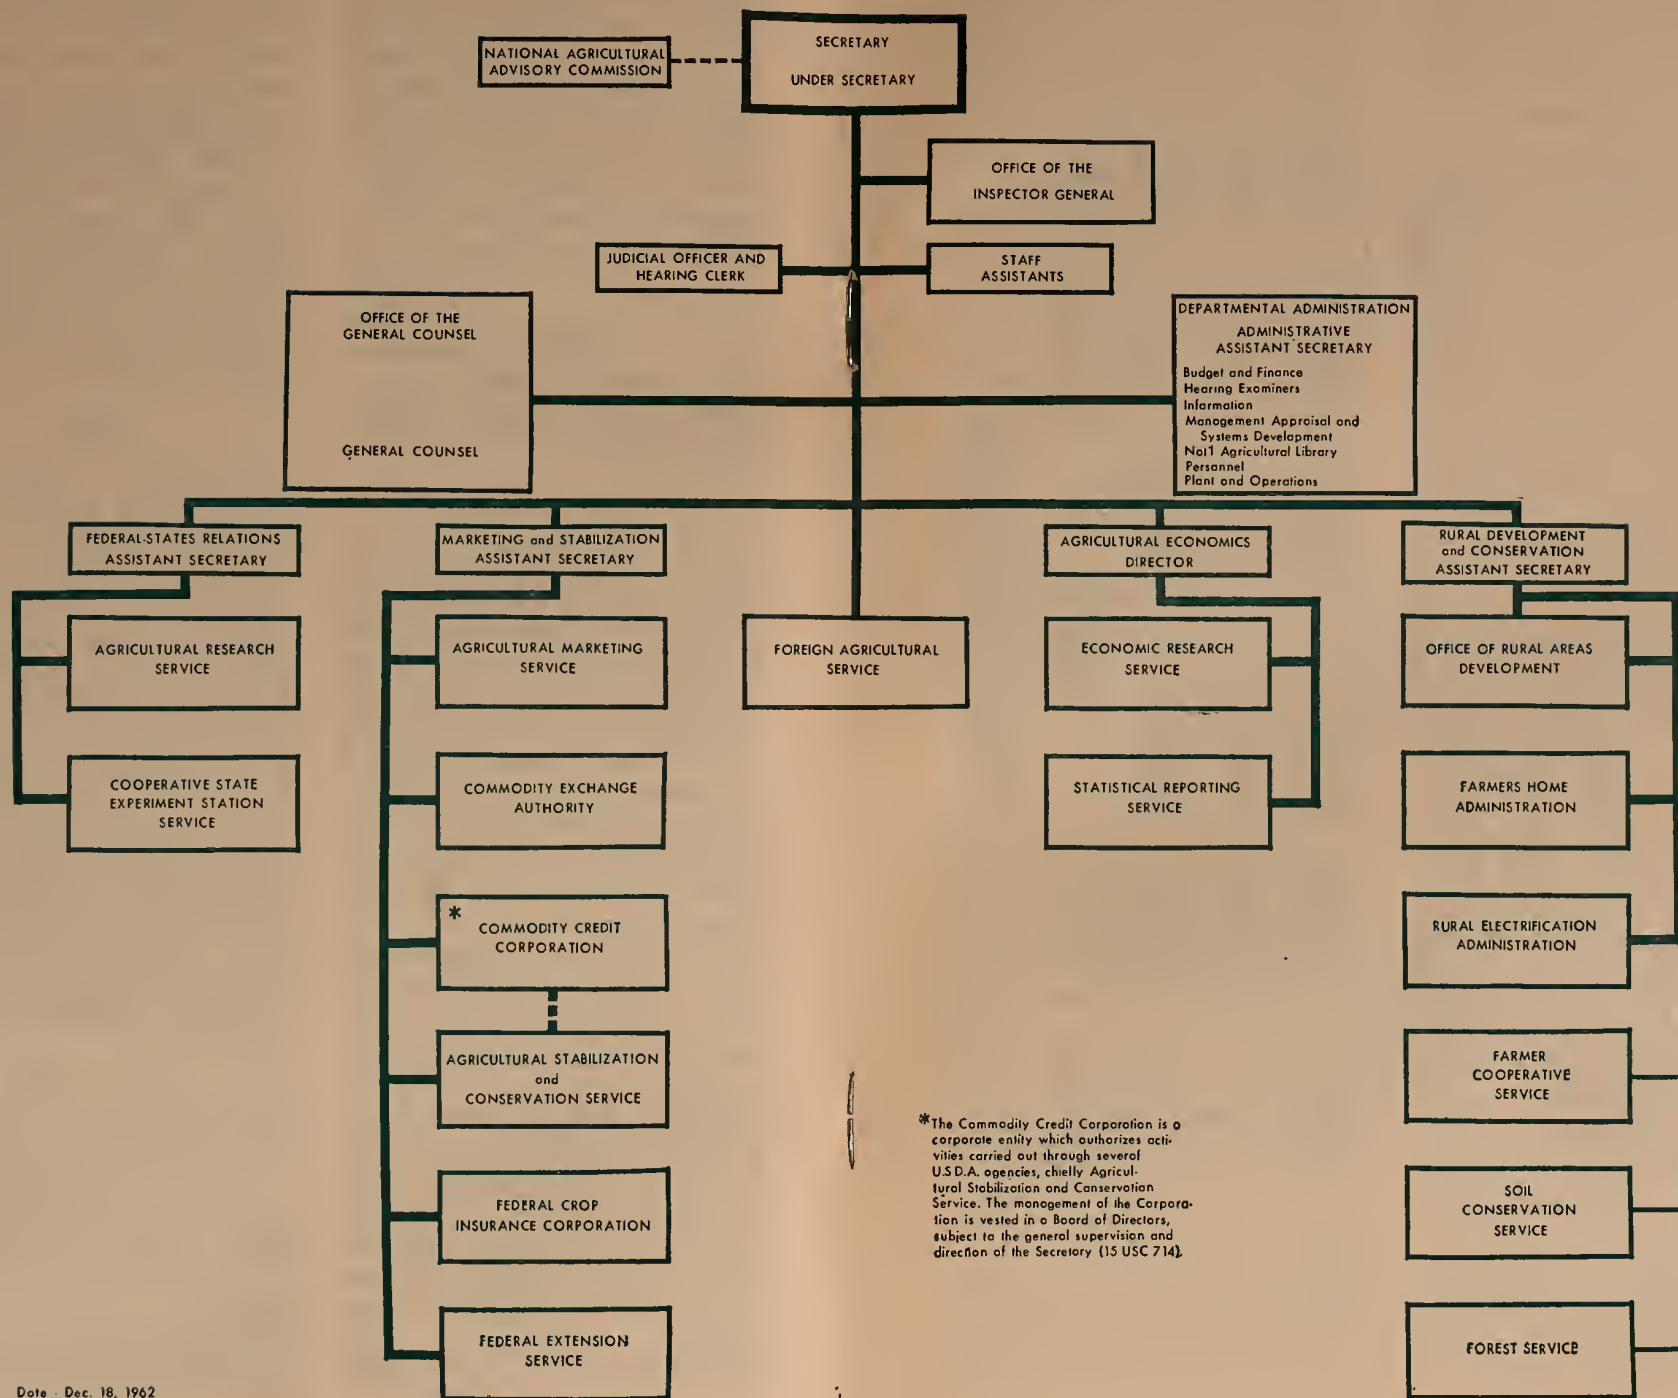 NATIONAL AGRICULTURAL
ADVISORY COMMISSION
SECRETARY
UNDER SECRETARY
OFFICE OF THE
INSPECTOR GENERAL
JUDICIAL OFFICER AND
HEARING CLERK
STAFF
ASSISTANTS
OFFICE OF THE
GENERAL COUNSEL
GENERAL COUNSEL
DEPARTMENTAL ADMINISTRATION
ADMINISTRATIVE
ASSISTANT SECRETARY
Budget and Finance
Hearing Examiners
Information
Management Appraisal and
Systems Development
Nat'l Agricultural Library
Personnel
Plant and Operations
FEDERAL-STATES RELATIONS
ASSISTANT SECRETARY
MARKETING and STABILIZATION
ASSISTANT SECRETARY
AGRICULTURAL ECONOMICS
DIRECTOR
RURAL DEVELOPMENT
and CONSERVATION
ASSISTANT SECRETARY
AGRICULTURAL RESEARCH
SERVICE
AGRICULTURAL MARKETING
SERVICE
FOREIGN AGRICULTURAL
SERVICE
ECONOMIC RESEARCH
SERVICE
OFFICE OF RURAL AREAS
DEVELOPMENT
COOPERATIVE STATE
EXPERIMENT STATION
SERVICE
COMMODITY EXCHANGE
AUTHORITY
STATISTICAL REPORTING
SERVICE
FARMERS HOME
ADMINISTRATION
* COMMODITY CREDIT
CORPORATION
RURAL ELECTRIFICATION
ADMINISTRATION
AGRICULTURAL STABILIZATION
and
CONSERVATION SERVICE
FARMER
COOPERATIVE
SERVICE
*The Commodity Credit Corporation is a
corporate entity which authorizes acti-
vities carried out through several
U.S.D.A. agencies, chiefly Agricul-
tural Stabilization and Conservation
Service. The management of the Corpora-
tion is vested in a Board of Directors,
subject to the general supervision and
direction of the Secretary (15 USC 714).
FEDERAL CROP
INSURANCE CORPORATION
SOIL
CONSERVATION
SERVICE
FEDERAL EXTENSION
SERVICE
FOREST SERVICE
Date - Dec. 18, 1962